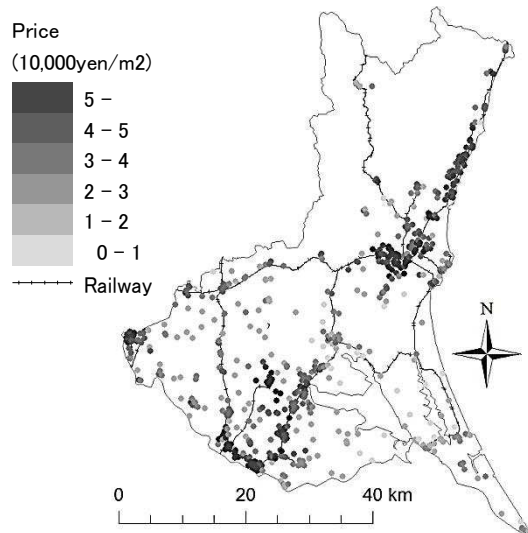 Price
(10,000yen/m2)
5 -
4 - 5
3 - 4
2 - 3
1 - 2
0 - 1
Railway
N
0 20 40 km